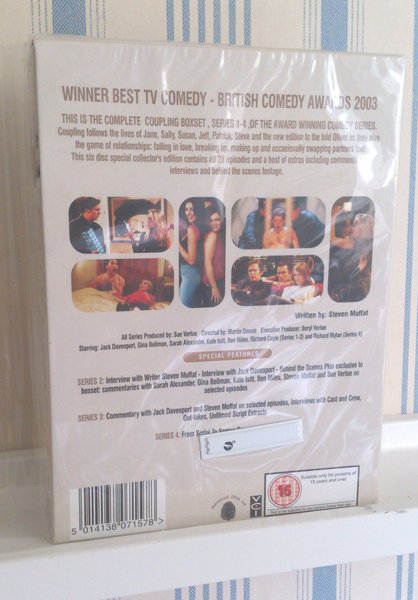 WINNER BEST TV COMEDY - BRITISH COMEDY AWARDS 2003
THIS IS THE COMPLETE COUPLING BOXSET , SERIES 1-4 ,OF THE AWARD WINNING COMEDY SERIES.
Coupling follows the lives of Jane, Sally, Susan, Jeff, Patrick, Steve and the new edition to the fold Oliver as they play
the game of relationships: falling in love, breaking up, making up and occasionally swapping partners
This six disc special collector's edition contains all 28 episodes and a host of extras including
interviews and behind the scenes footage.
Written by: Steven Moffat
All Series Produced by: Sue Vertue Directed by: Martin Dennis Executive Producer: Beryl Vertue
Starring: Jack Davenport, Gina Bellman, Sarah Alexander, Kate Isitt, Ben Miles, Richard Coyle (Series 1-3) and Richard Mylan (Series 4)
SPECIAL FEATURES
SERIES 2: Interview with Writer Steven Moffat - Interview with Jack Davenport - Behind the Scenes Plus exclusive to
boxset: commentaries with Sarah Alexander, Gina Bellman, Kate Isitt, Ben Miles, Steven Moffat and Sue Vertue on
selected episodes
SERIES 3: Commentary with Jack Davenport and Steven Moffat on selected episodes, Interviews with Cast and Crew,
Out-takes, Unfilmed Script Extracts
SERIES 4: From Script To Screen
VCI
15
Suitable only for persons of
15 years and over
5 014138 071578 >